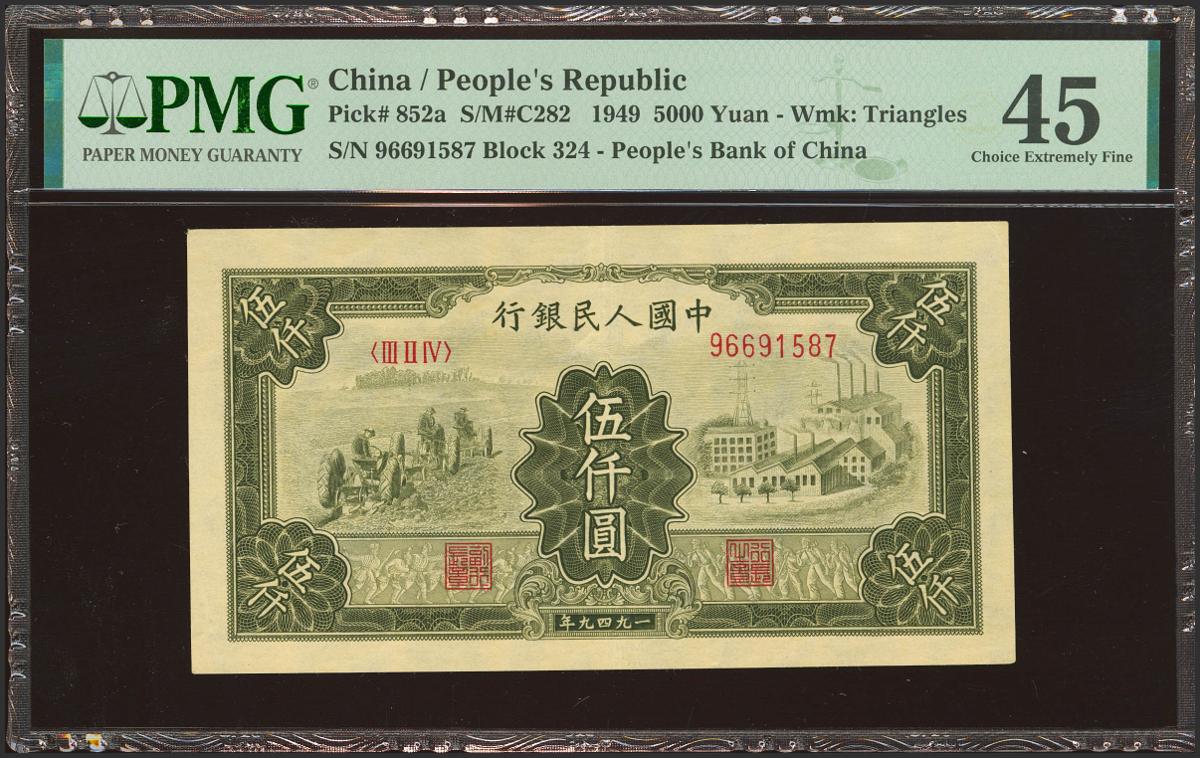 PMG®
PAPER MONEY GUARANTY
China / People's Republic
Pick# 852a S/M#C282 1949 5000 Yuan - Wmk: Triangles
S/N 96691587 Block 324 - People's Bank of China
45
Choice Extremely Fine
行銀民人國中
伍仟
伍仟
〈III II IV〉
96691587
伍仟圓
伍仟
伍仟
年九四九一